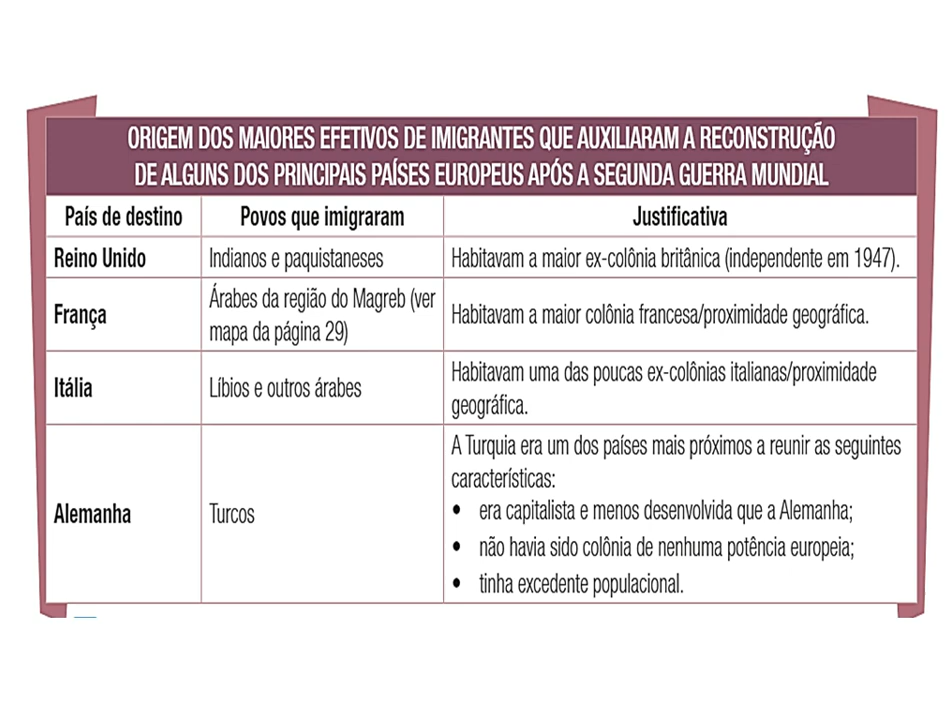 ORIGEM DOS MAIORES EFETIVOS DE IMIGRANTES QUE AUXILIARAM A RECONSTRUÇÃO
DE ALGUNS DOS PRINCIPAIS PAÍSES EUROPEUS APÓS A SEGUNDA GUERRA MUNDIAL
País de destino Povos que imigraram Justificativa
Reino Unido Indianos e paquistaneses Habitavam a maior ex-colônia britânica (independente em 1947).
França Árabes da região do Magreb (ver
mapa da página 29) Habitavam a maior colônia francesa/proximidade geográfica.
Itália Líbios e outros árabes Habitavam uma das poucas ex-colônias italianas/proximidade
geográfica.
Alemanha Turcos A Turquia era um dos países mais próximos a reunir as seguintes
características:
• era capitalista e menos desenvolvida que a Alemanha;
• não havia sido colônia de nenhuma potência europeia;
• tinha excedente populacional.